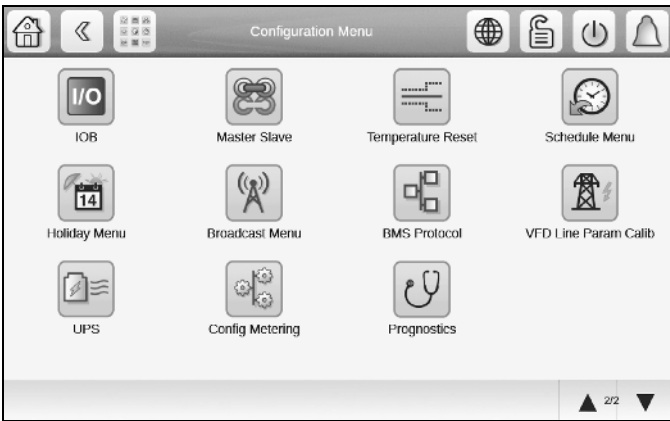 Configuration Menu
I/O
IOB
Master Slave
Temperature Reset
Schedule Menu
14
Holiday Menu
Broadcast Menu
BMS Protocol
VFD Line Param Calib
UPS
Config Metering
Prognostics
2/2